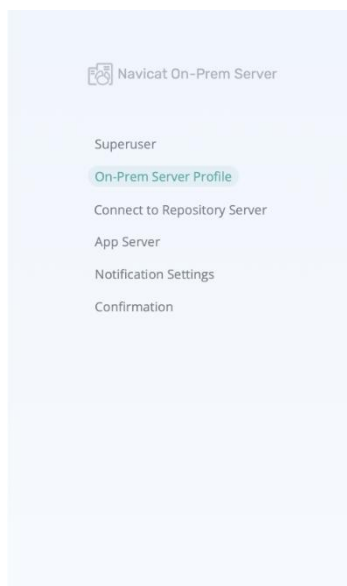 Navicat On-Prem Server
Superuser
On-Prem Server Profile
Connect to Repository Server
App Server
Notification Settings
Confirmation